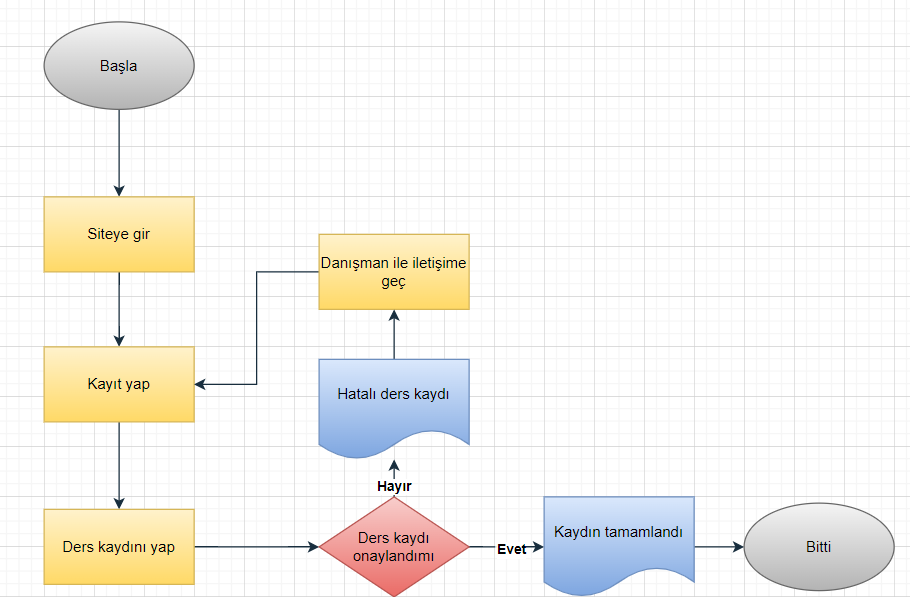 Başla
Siteye gir
Kayıt yap
Ders kaydını yap
Ders kaydı
onaylandımı
Hayır
Hatalı ders kaydı
Danışman ile iletişime
geç
Evet
Kaydın tamamlandı
Bitti